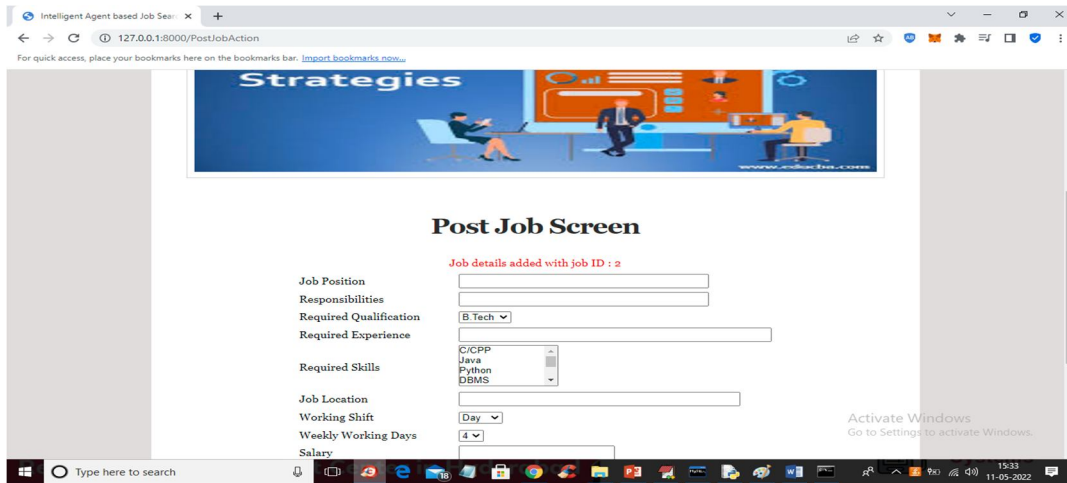 Intelligent Agent based Job Sear
127.0.0.1:8000/PostJobAction
For quick access, place your bookmarks here on the bookmarks bar. Import bookmarks now...
Strategies
www.educba.com
Post Job Screen
Job details added with job ID : 2
Job Position
Responsibilities
Required Qualification B.Tech
Required Experience
C/CPP
Java
Required Skills Python
DBMS
Job Location
Working Shift Day
Weekly Working Days 4
Salary
Activate Windows
Go to Settings to activate Windows.
Type here to search
18
15:33
11-05-2022